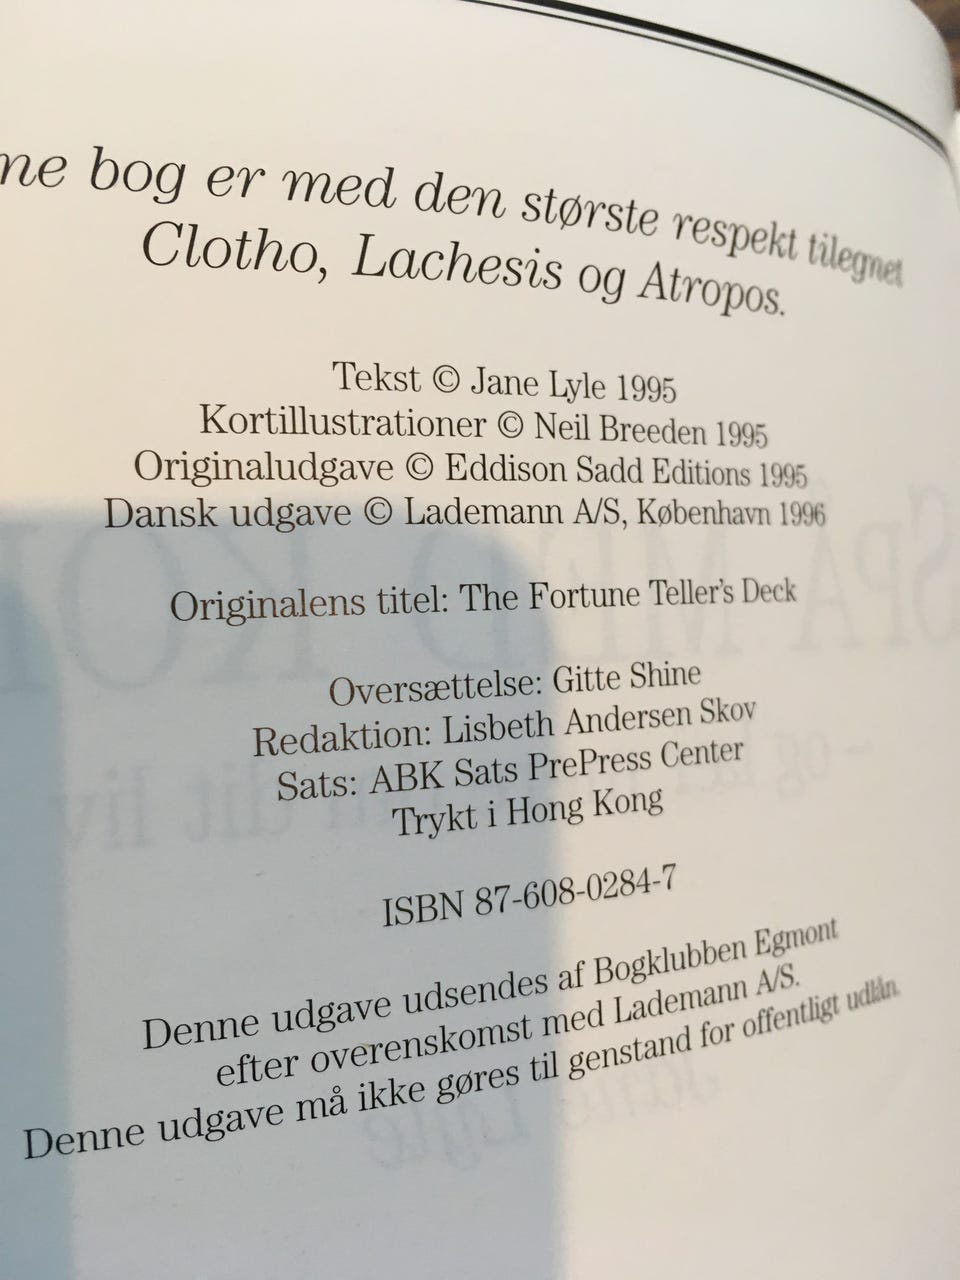 ne bog er med den største respekt tilegnet
Clotho, Lachesis og Atropos.
Tekst © Jane Lyle 1995
Kortillustrationer © Neil Breeden 1995
Originaludgave © Eddison Sadd Editions 1995
Dansk udgave © Lademann A/S, København 1996
Originalens titel: The Fortune Teller's Deck
Oversættelse: Gitte Shine
Redaktion: Lisbeth Andersen Skov
Sats: ABK Sats PrePress Center
Trykt i Hong Kong
ISBN 87-608-0284-7
Denne udgave udsendes af Bogklubben Egmont
efter overenskomst med Lademann A/S.
Denne udgave må ikke gøres til genstand for offentligt udlån.